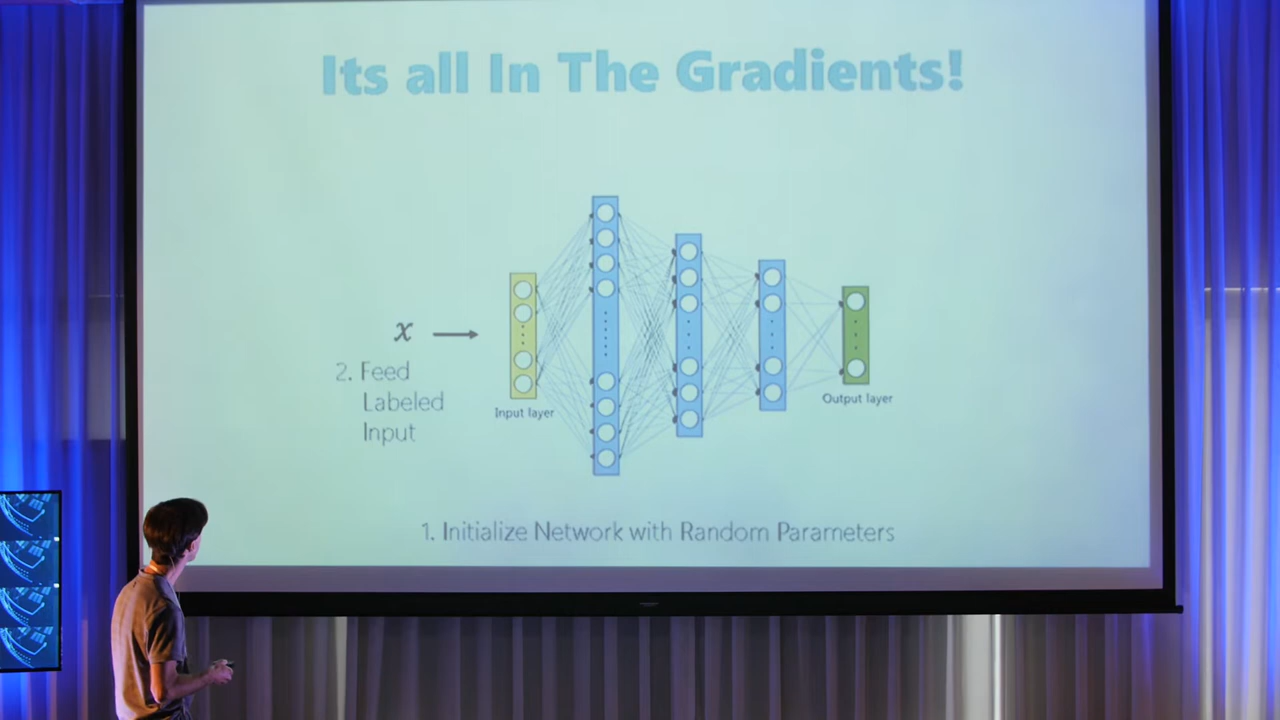 Its all In The Gradients!
x
2. Feed
Labeled
Input
Input layer
Output layer
1. Initialize Network with Random Parameters